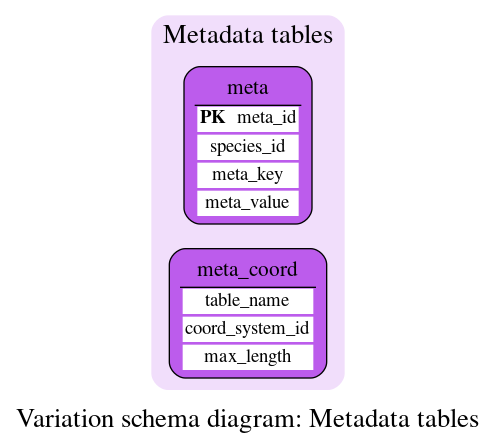 Metadata tables
meta
PK meta_id
species_id
meta_key
meta_value
meta_coord
table_name
coord_system_id
max_length
Variation schema diagram: Metadata tables